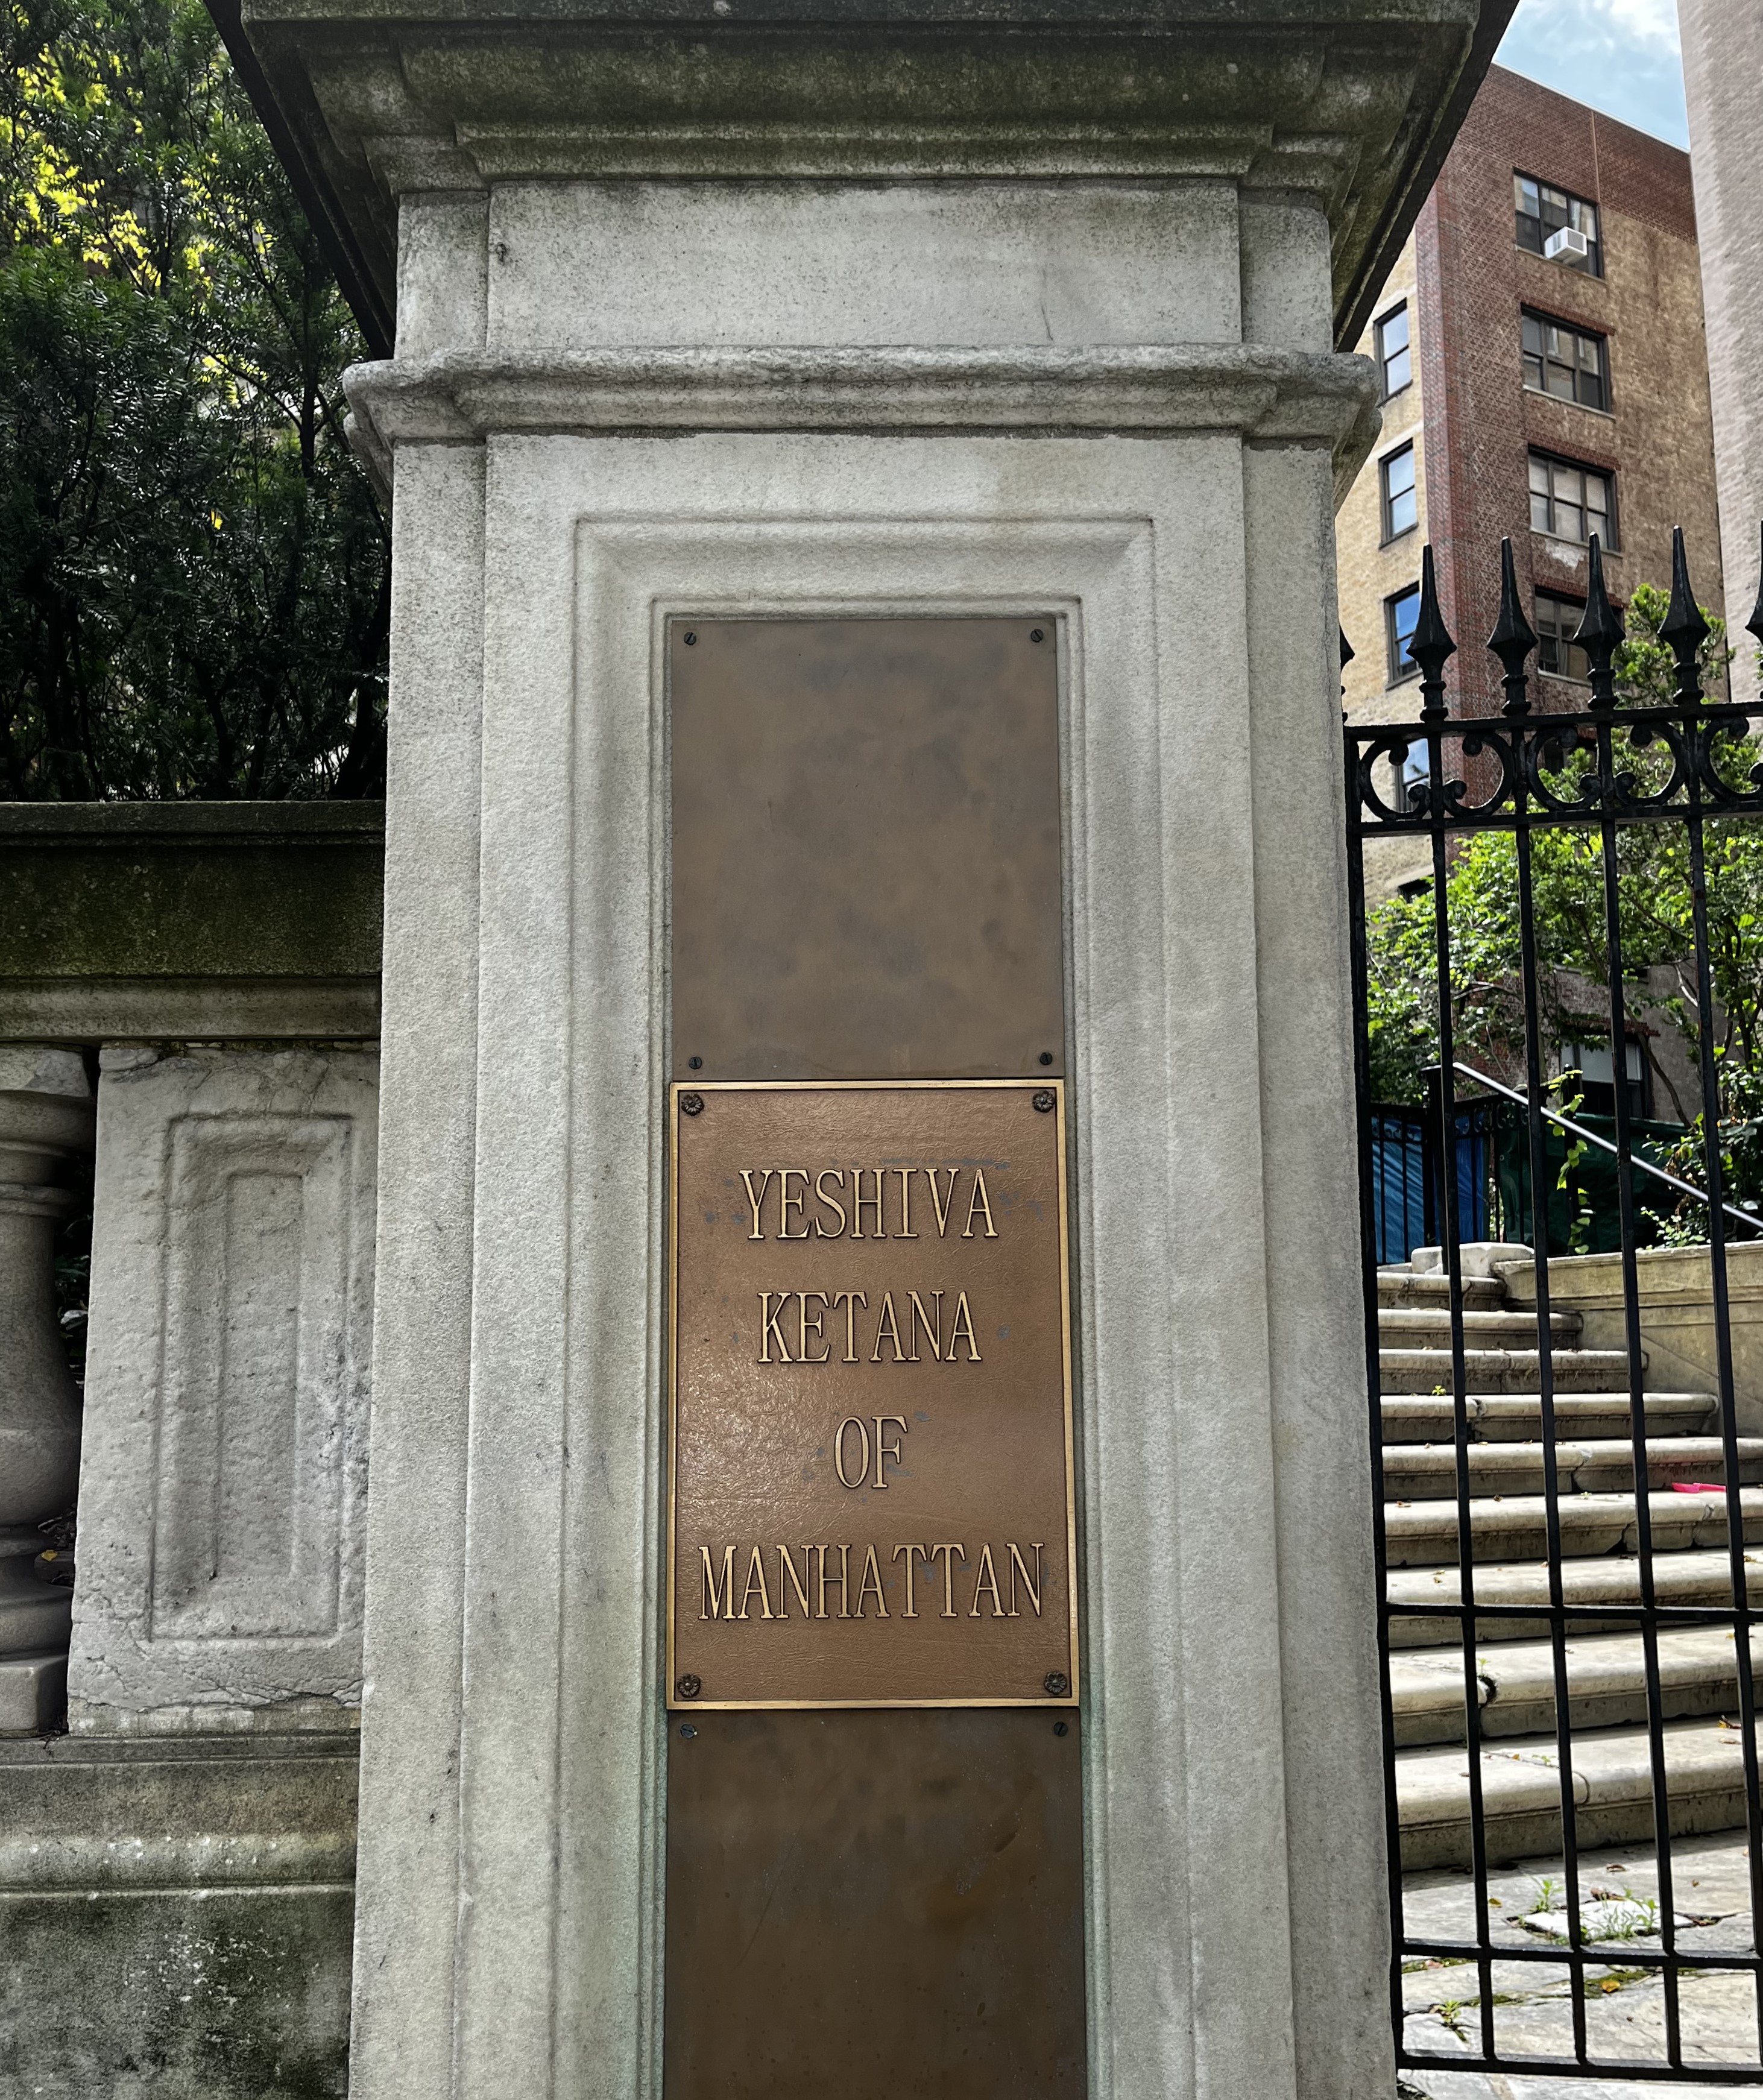 YESHIVA
KETANA
OF
MANHATTAN